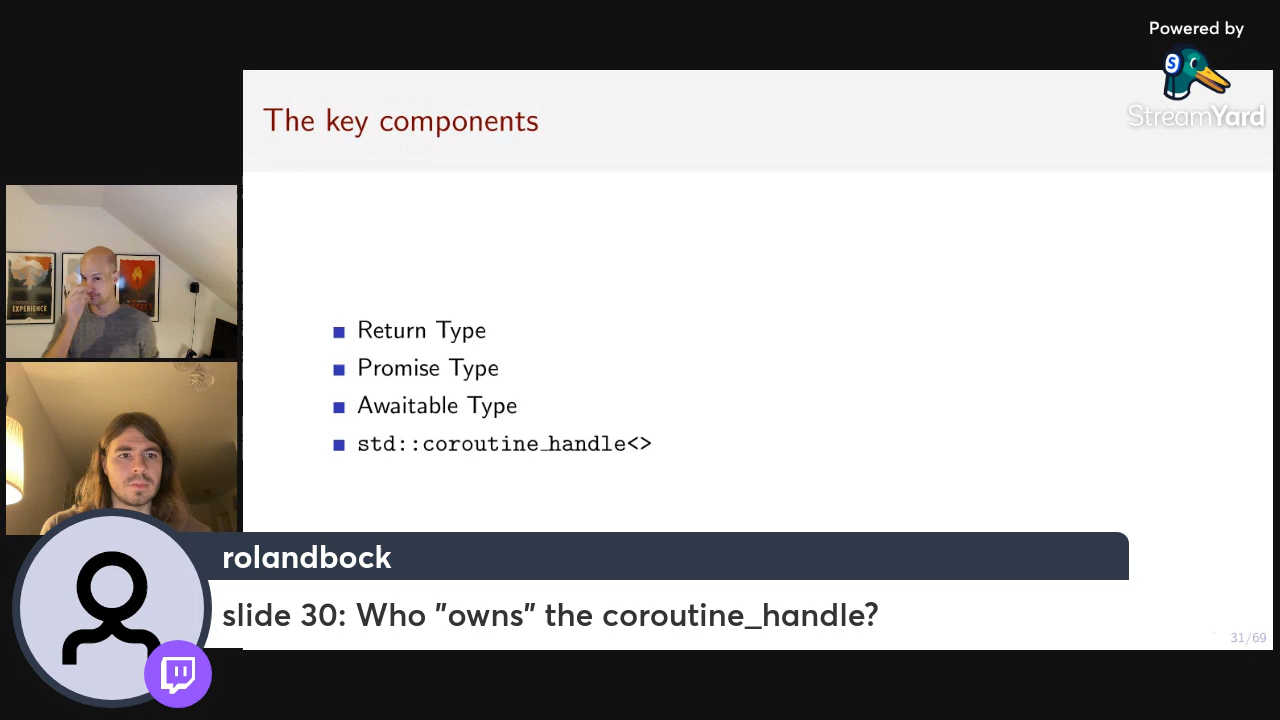 Powered by
StreamYard
The key components
EXPERIENCE
Return Type
Promise Type
Awaitable Type
std::coroutine_handle<>
rolandbock
slide 30: Who "owns" the coroutine_handle?
31/69